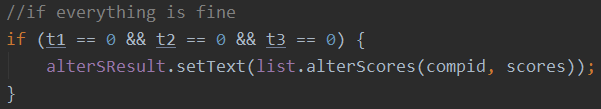 //if everything is fine
if (t1 == 0 && t2 == 0 && t3 == 0) {
alterSResult.setText(list.alterScores(compid, scores));
}